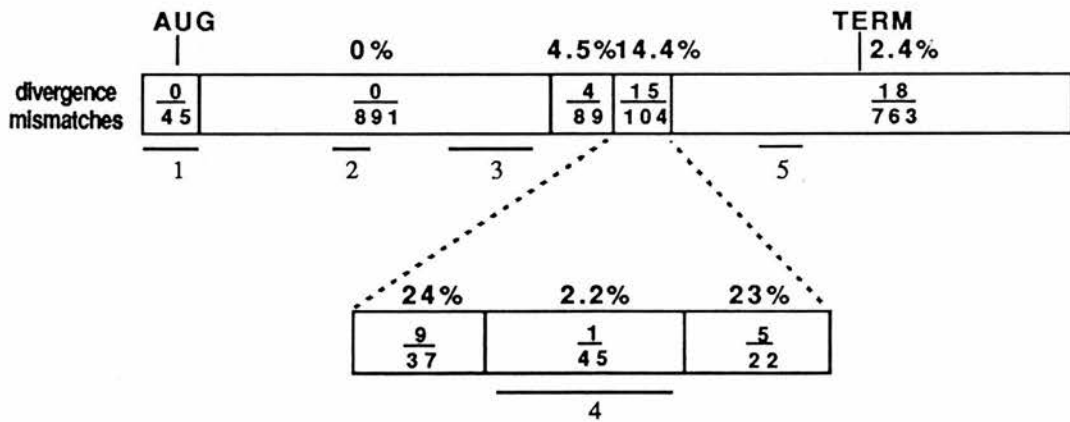 AUG TERM
0% 4.5% 14.4% 2.4%
divergence
mismatches
0 0 4 15 18
45 891 89 104 763
1 2 3 5
24% 2.2% 23%
9 1 5
37 45 22
4